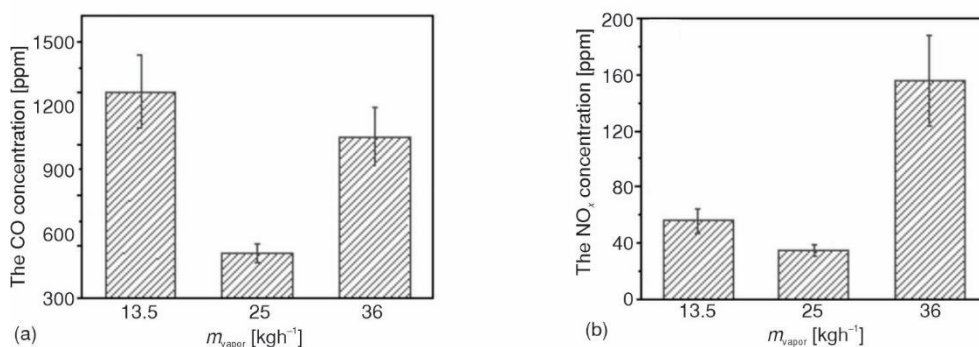 The CO concentration [ppm]
1500
1200
900
600
300
13.5
25
36
(a)
m_vapor [kgh⁻¹]
The NOₓ concentration [ppm]
200
160
120
80
40
0
13.5
25
36
(b)
m_vapor [kgh⁻¹]